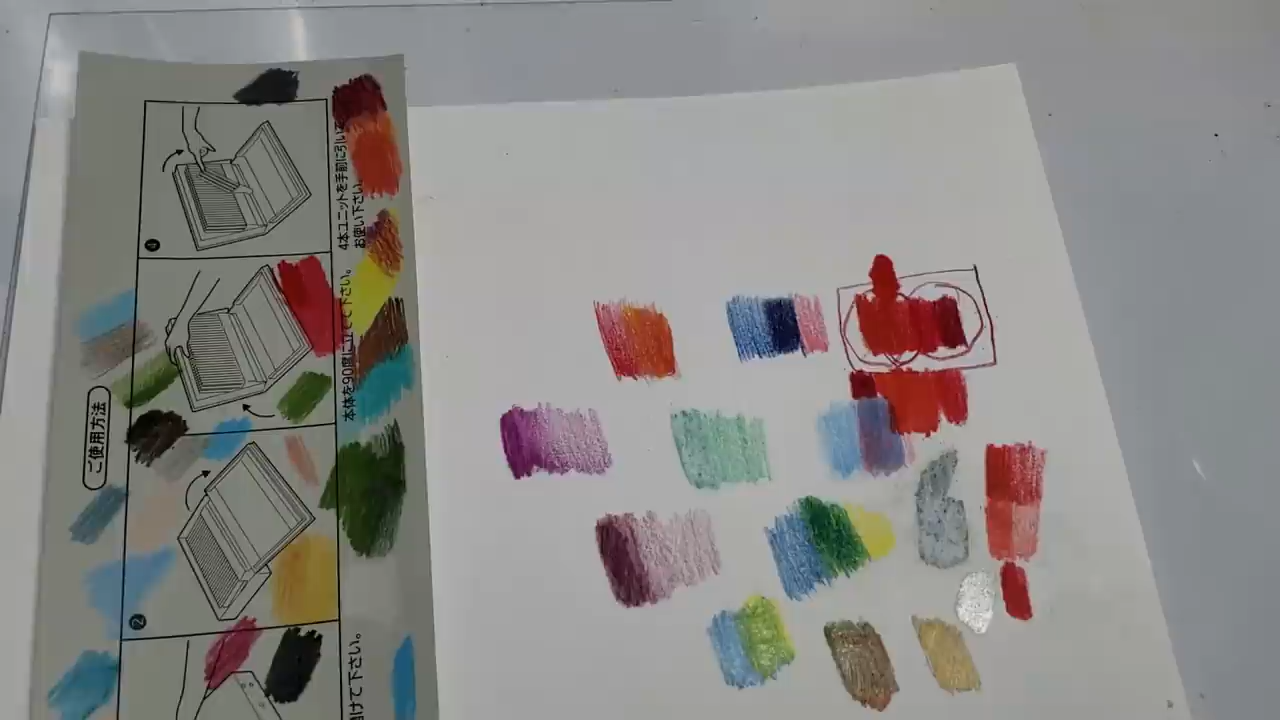 ご使用方法
❷
本体を90度に立てて下さい。
❹
4本ユニットを手前に引いて
お使い下さい。
けて下さい。